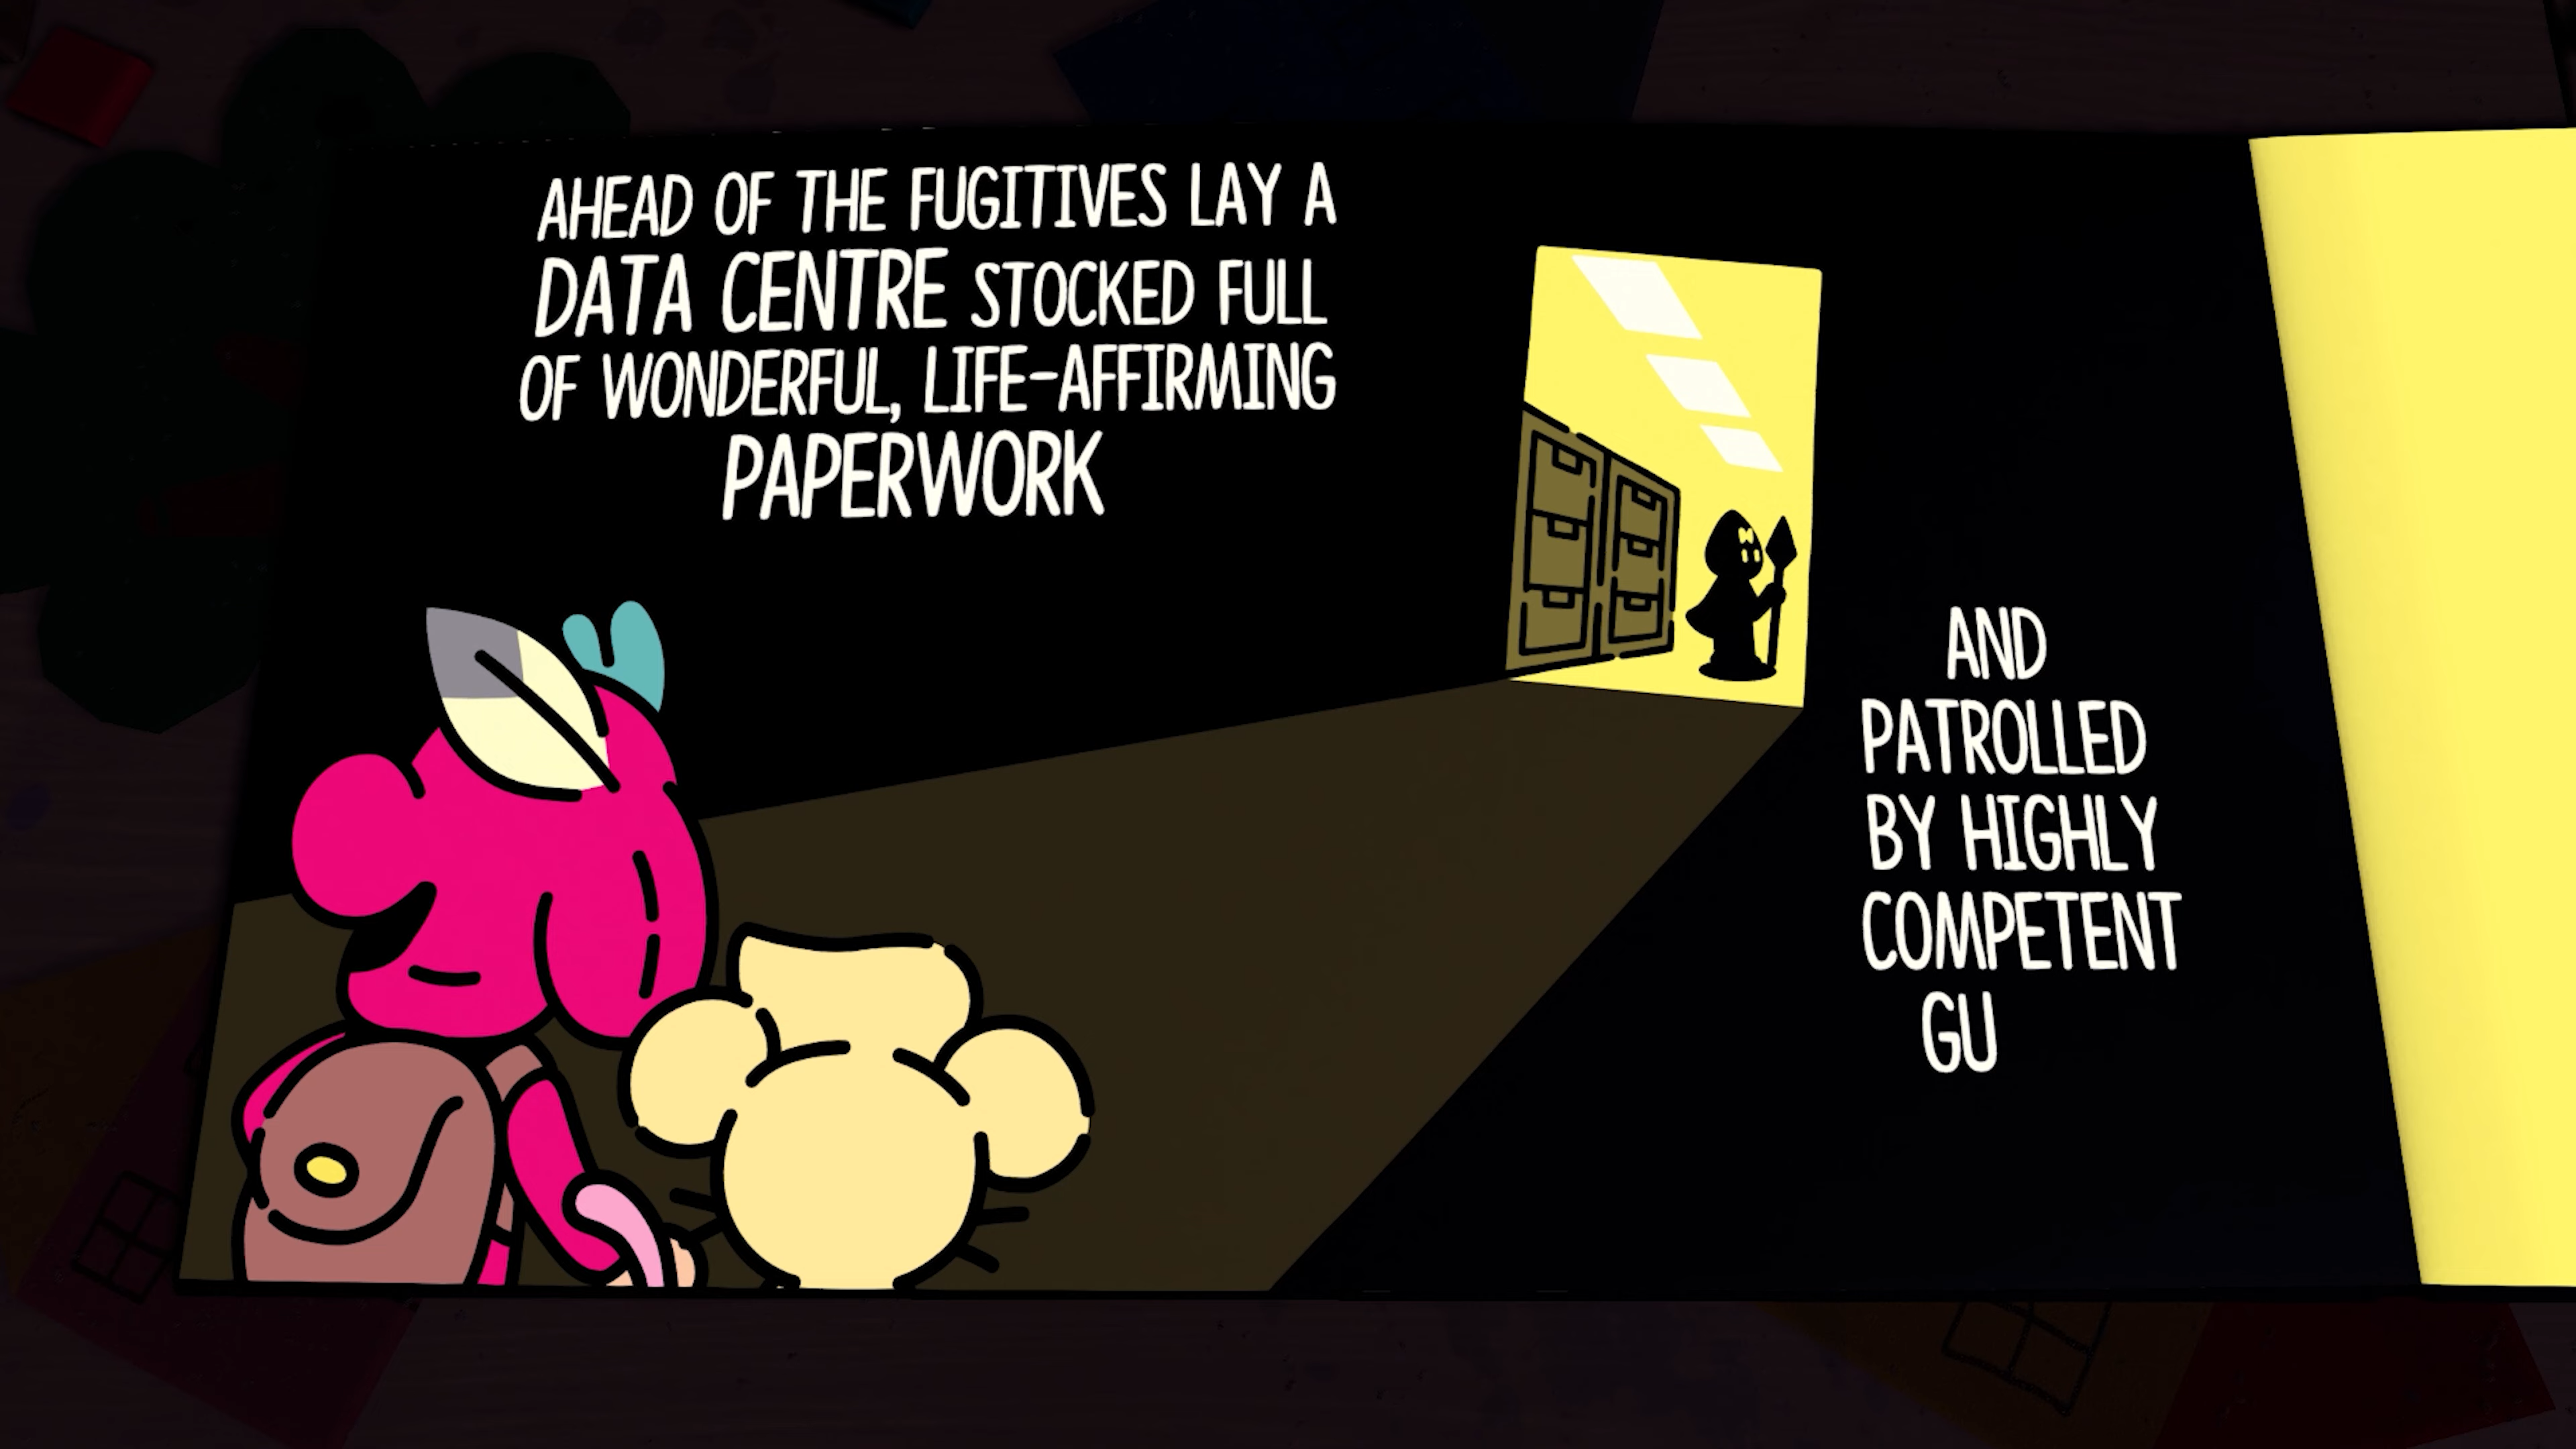 AHEAD OF THE FUGITIVES LAY A
DATA CENTRE STOCKED FULL
OF WONDERFUL, LIFE-AFFIRMING
PAPERWORK
AND
PATROLLED
BY HIGHLY
COMPETENT
GU